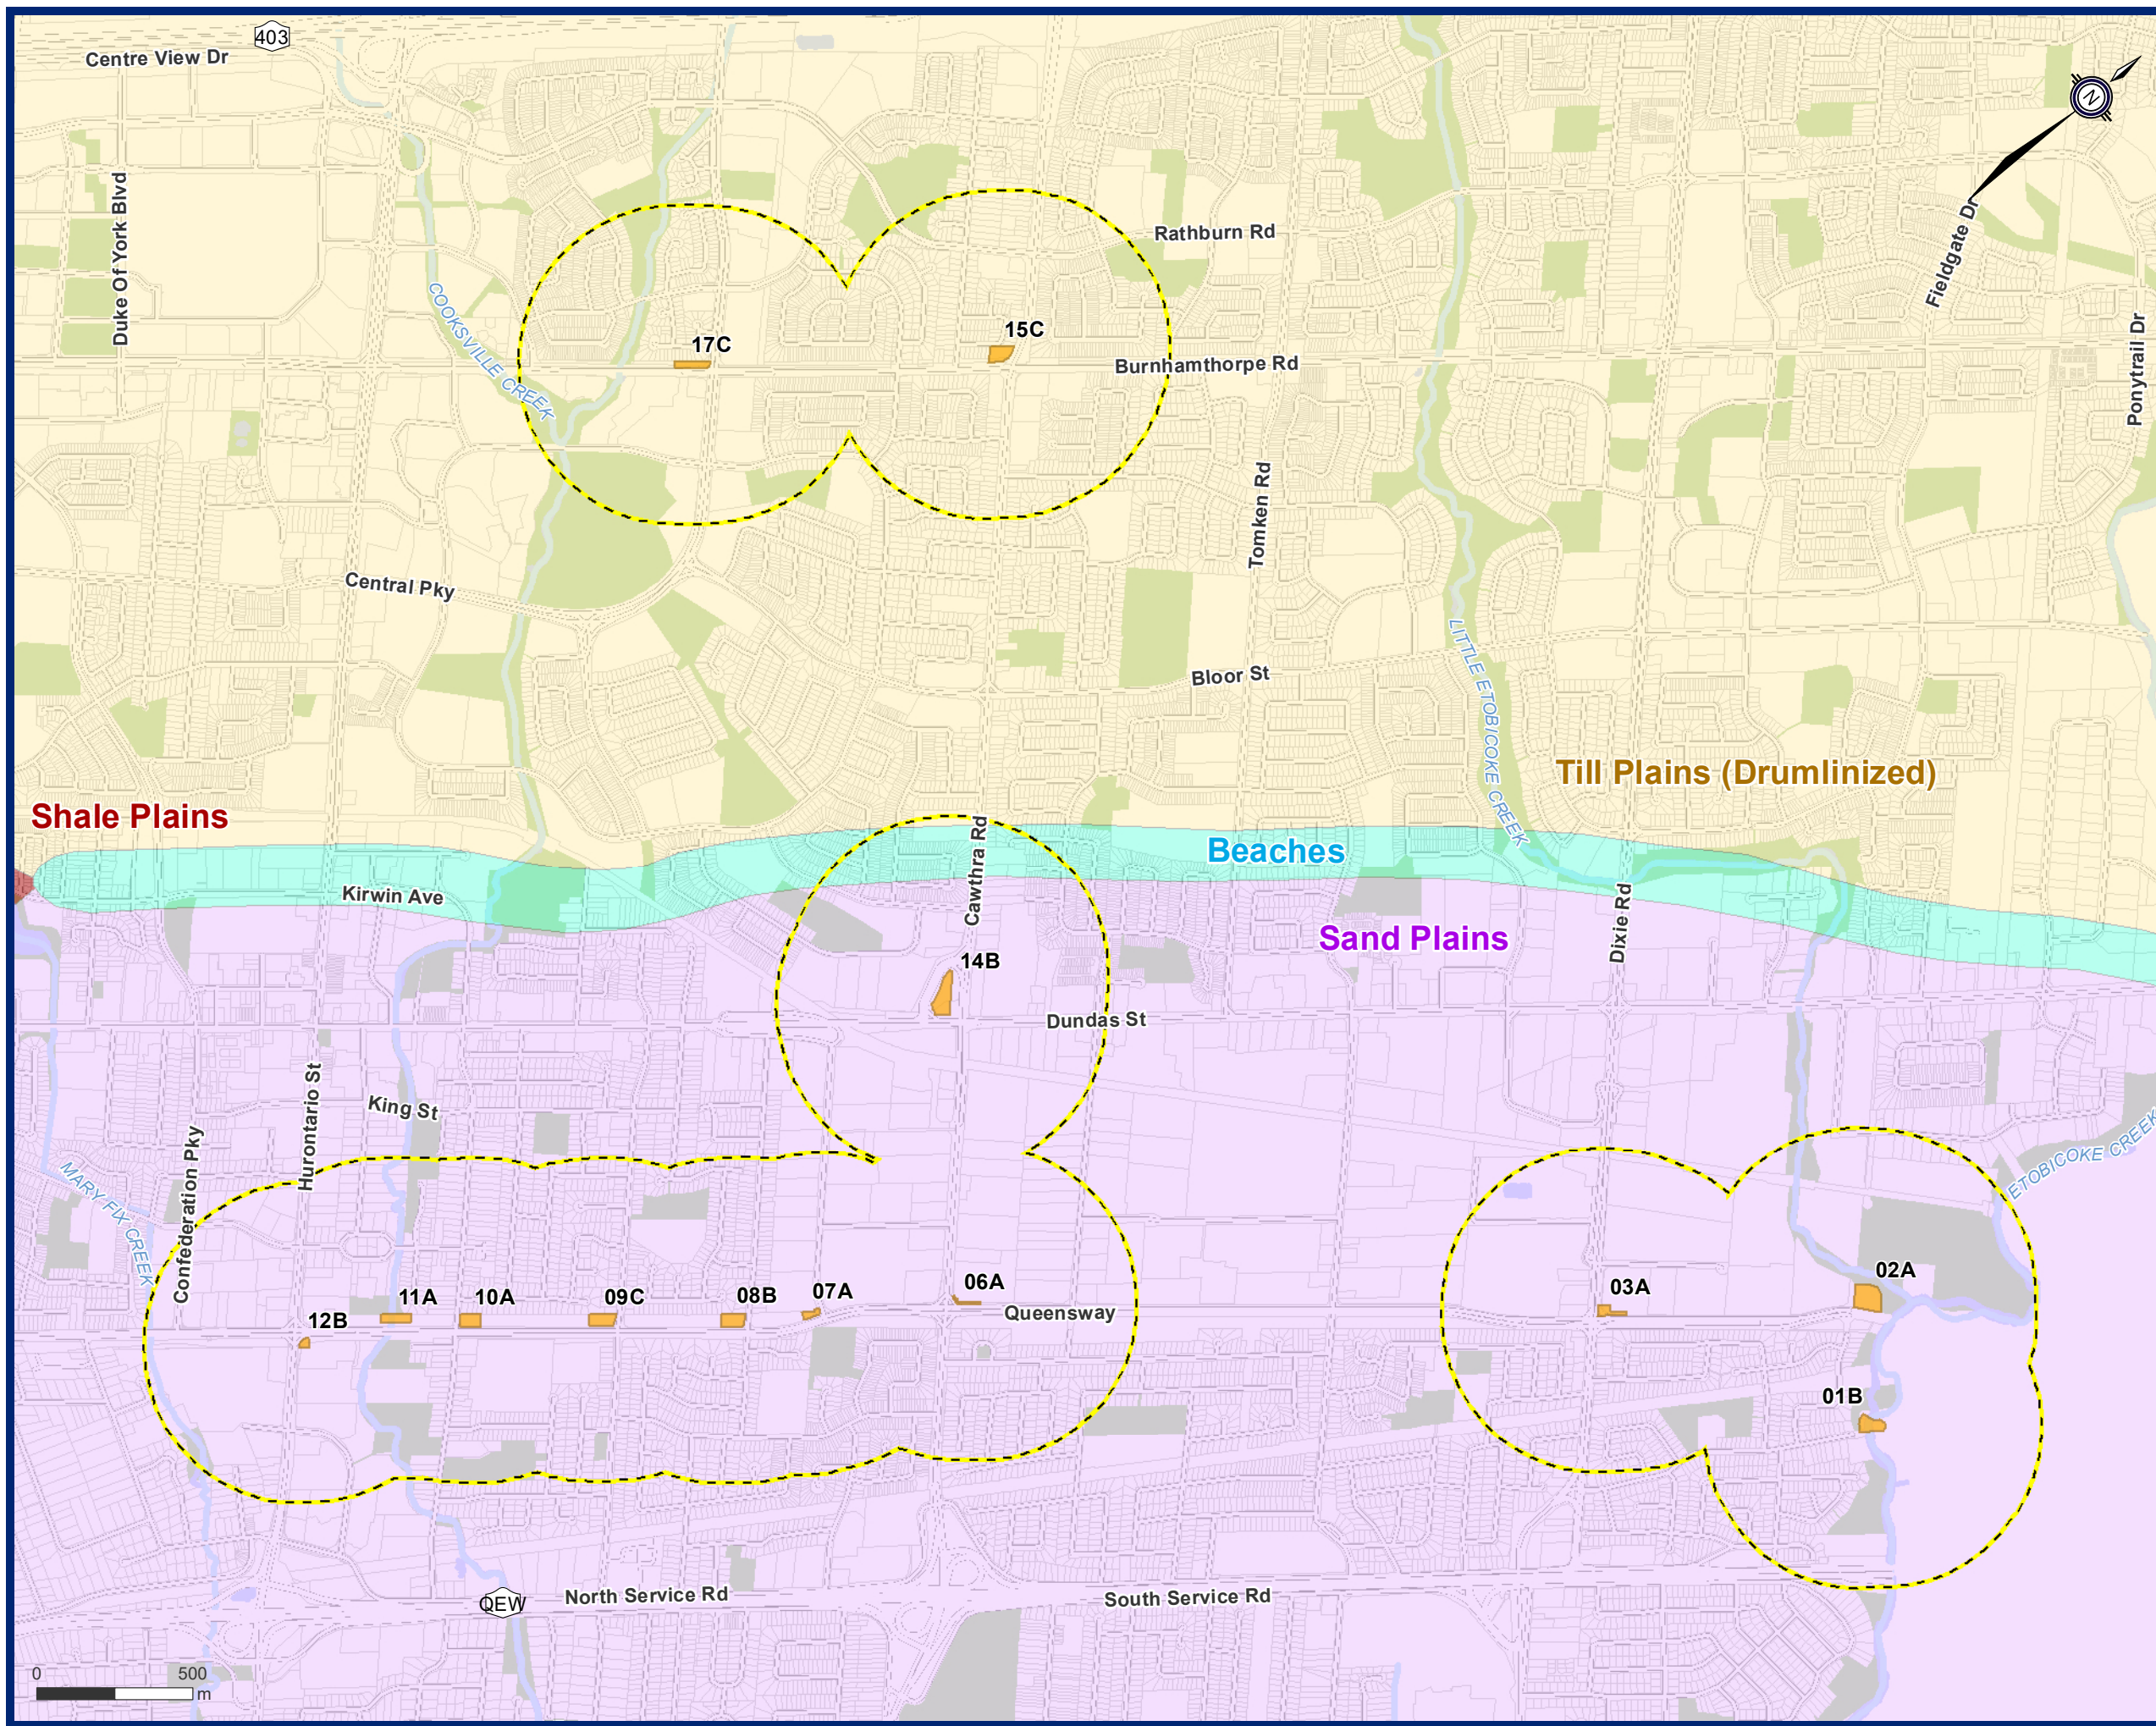 403
Centre View Dr
N
Duke Of York Blvd
Rathburn Rd
Fieldgate Dr
COOKSVILLE CREEK
17C
15C
Burnhamthorpe Rd
Ponytrail Dr
Tomken Rd
Central Pky
Bloor St
LITTLE ETOBICOKE CREEK
Till Plains (Drumlinized)
Shale Plains
Beaches
Kirwin Ave
Cawthra Rd
Dixie Rd
Sand Plains
14B
Dundas St
Hurontario St
King St
Confederation Pky
MARY FIX CREEK
ETOBICOKE CREEK
12B
11A
10A
09C
08B
07A
06A
Queensway
03A
02A
01B
QEW
North Service Rd
South Service Rd
0 500
m